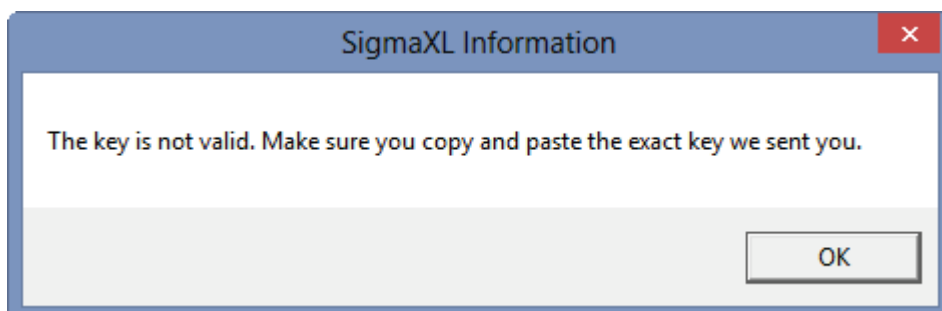 SigmaXL Information
The key is not valid. Make sure you copy and paste the exact key we sent you.
OK